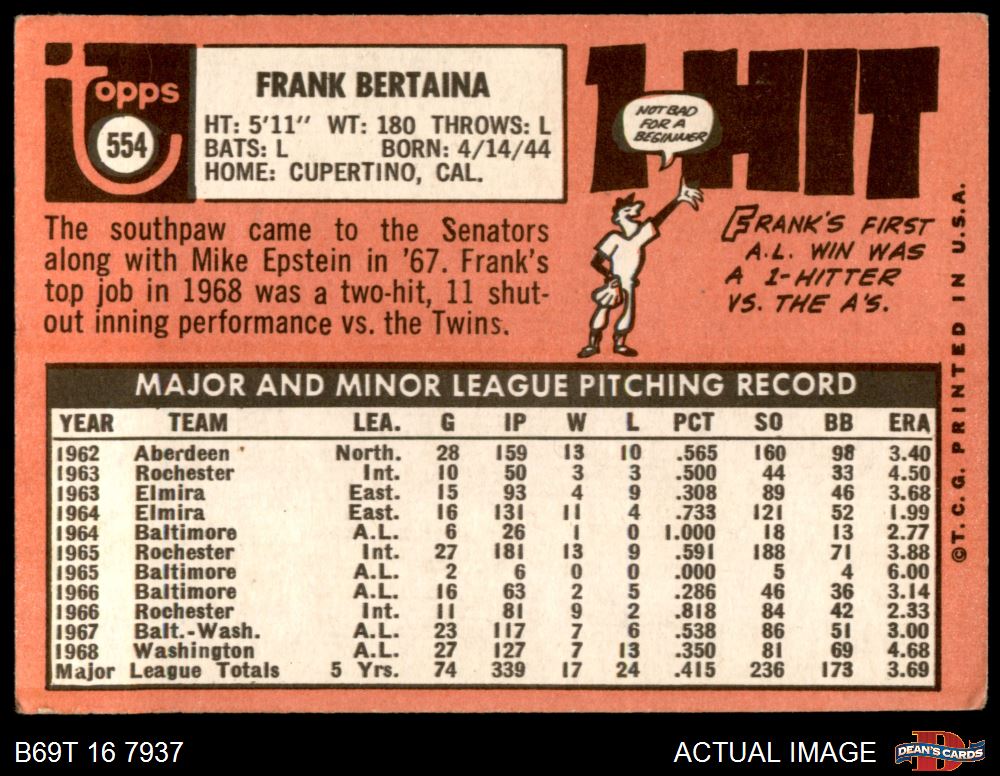 Topps
554
FRANK BERTAINA
HT: 5'11" WT: 180 THROWS: L
BATS: L BORN: 4/14/44
HOME: CUPERTINO, CAL.
The southpaw came to the Senators
along with Mike Epstein in '67. Frank's
top job in 1968 was a two-hit, 11 shut-
out inning performance vs. the Twins.
1-HIT
NOT BAD
FOR A
BEGINNER
FRANK'S FIRST
A.L. WIN WAS
A 1-HITTER
VS. THE A'S.
©T.C.G. PRINTED IN U.S.A.
MAJOR AND MINOR LEAGUE PITCHING RECORD
YEAR TEAM LEA. G IP W L PCT SO BB ERA
1962 Aberdeen North. 28 159 13 10 .565 160 98 3.40
1963 Rochester Int. 10 50 3 3 .500 44 33 4.50
1963 Elmira East. 15 93 4 9 .308 89 46 3.68
1964 Elmira East. 16 131 11 4 .733 121 52 1.99
1964 Baltimore A.L. 6 26 1 0 1.000 18 13 2.77
1965 Rochester Int. 27 181 13 9 .591 188 71 3.88
1965 Baltimore A.L. 2 6 0 0 .000 5 4 6.00
1966 Baltimore A.L. 16 63 2 5 .286 46 36 3.14
1966 Rochester Int. 11 81 9 2 .818 84 42 2.33
1967 Balt.-Wash. A.L. 23 117 7 6 .538 86 51 3.00
1968 Washington A.L. 27 127 7 13 .350 81 69 4.68
Major League Totals 5 Yrs. 74 339 17 24 .415 236 173 3.69
B69T 16 7937
ACTUAL IMAGE
DEAN'S CARDS